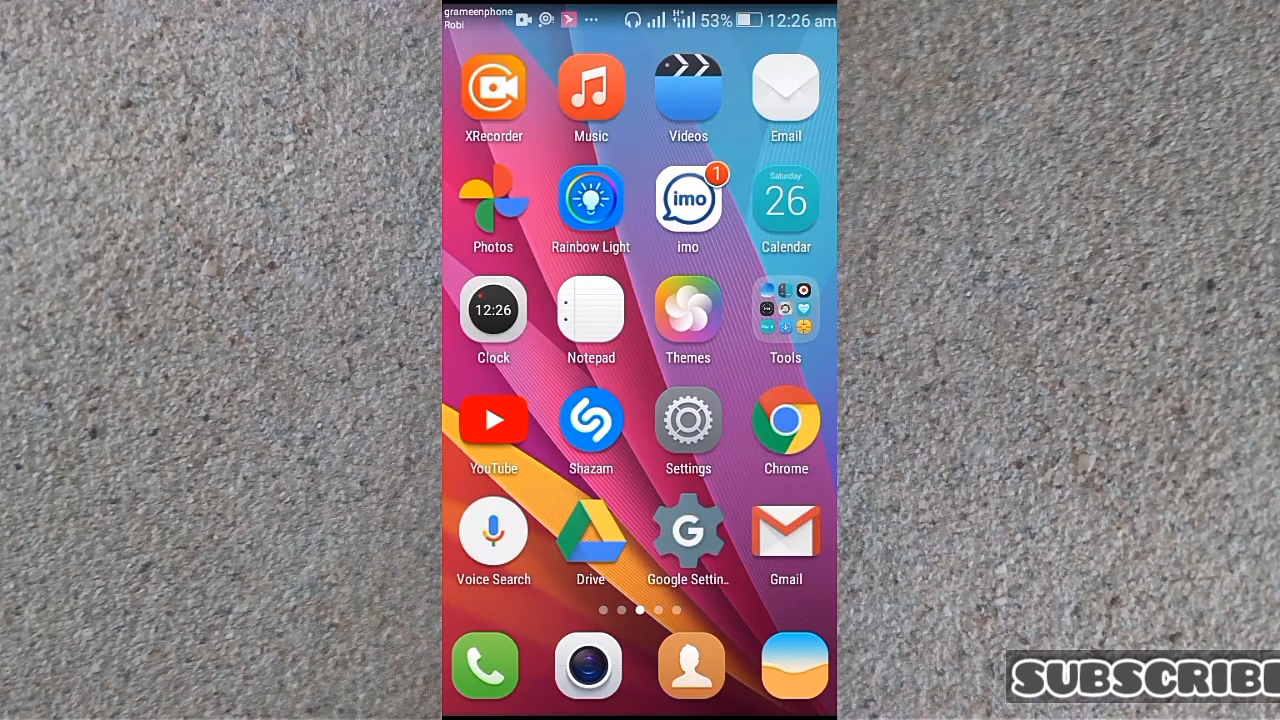 grameenphone
Robi
53% 12:26 am
XRecorder Music Videos Email
imo 1 Saturday 26
Photos Rainbow Light imo Calendar
12:26
Clock Notepad Themes Tools
YouTube Shazam Settings Chrome
G
Voice Search Drive Google Settin.. Gmail
SUBSCRIBE